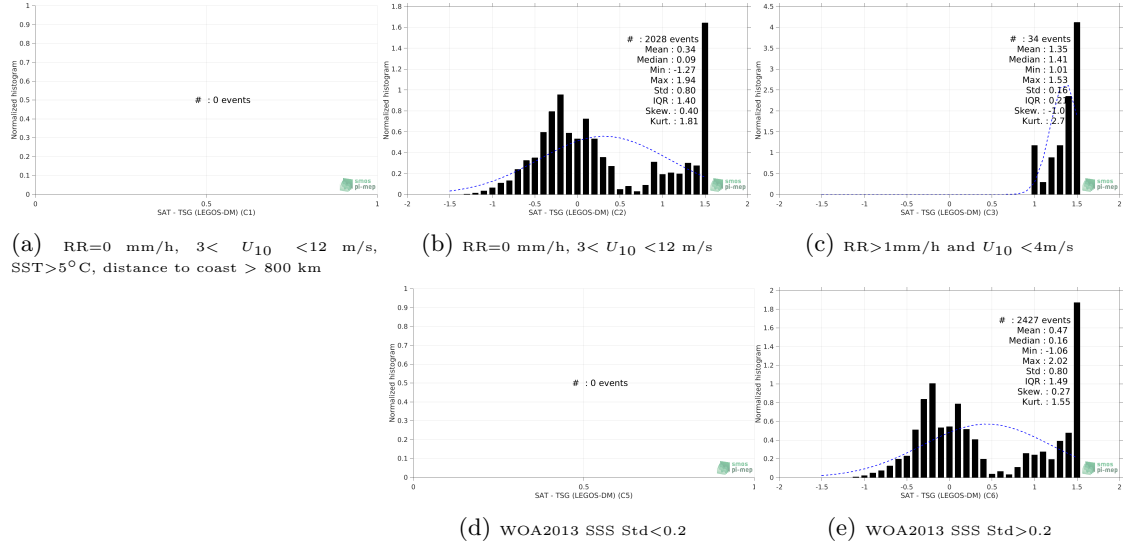 1
0.9
0.8
0.7
0.6
0.5
0.4
0.3
0.2
0.1
0
Normalized histogram
# : 0 events
smos
pi-mep
0 0.5 1
SAT - TSG (LEGOS-DM) (C1)
(a) RR=0 mm/h, 3< U10 <12 m/s,
SST>5°C, distance to coast > 800 km
1.8
1.6
1.4
1.2
1
0.8
0.6
0.4
0.2
0
Normalized histogram
# : 2028 events
Mean : 0.34
Median : 0.09
Min : -1.27
Max : 1.94
Std : 0.80
IQR : 1.40
Skew. : 0.40
Kurt. : 1.81
smos
pi-mep
-2 -1.5 -1 -0.5 0 0.5 1 1.5 2
SAT - TSG (LEGOS-DM) (C2)
(b) RR=0 mm/h, 3< U10 <12 m/s
4.5
4
3.5
3
2.5
2
1.5
1
0.5
0
Normalized histogram
# : 34 events
Mean : 1.35
Median : 1.41
Min : 1.01
Max : 1.53
Std : 0.16
IQR : 0.21
Skew. : -1.0
Kurt. : 2.7
smos
pi-mep
-2 -1.5 -1 -0.5 0 0.5 1 1.5 2
SAT - TSG (LEGOS-DM) (C3)
(c) RR>1mm/h and U10 <4m/s
1
0.9
0.8
0.7
0.6
0.5
0.4
0.3
0.2
0.1
0
Normalized histogram
# : 0 events
smos
pi-mep
0 0.5 1
SAT - TSG (LEGOS-DM) (C5)
(d) WOA2013 SSS Std<0.2
2
1.8
1.6
1.4
1.2
1
0.8
0.6
0.4
0.2
0
Normalized histogram
# : 2427 events
Mean : 0.47
Median : 0.16
Min : -1.06
Max : 2.02
Std : 0.80
IQR : 1.49
Skew. : 0.27
Kurt. : 1.55
smos
pi-mep
-2 -1.5 -1 -0.5 0 0.5 1 1.5 2
SAT - TSG (LEGOS-DM) (C6)
(e) WOA2013 SSS Std>0.2